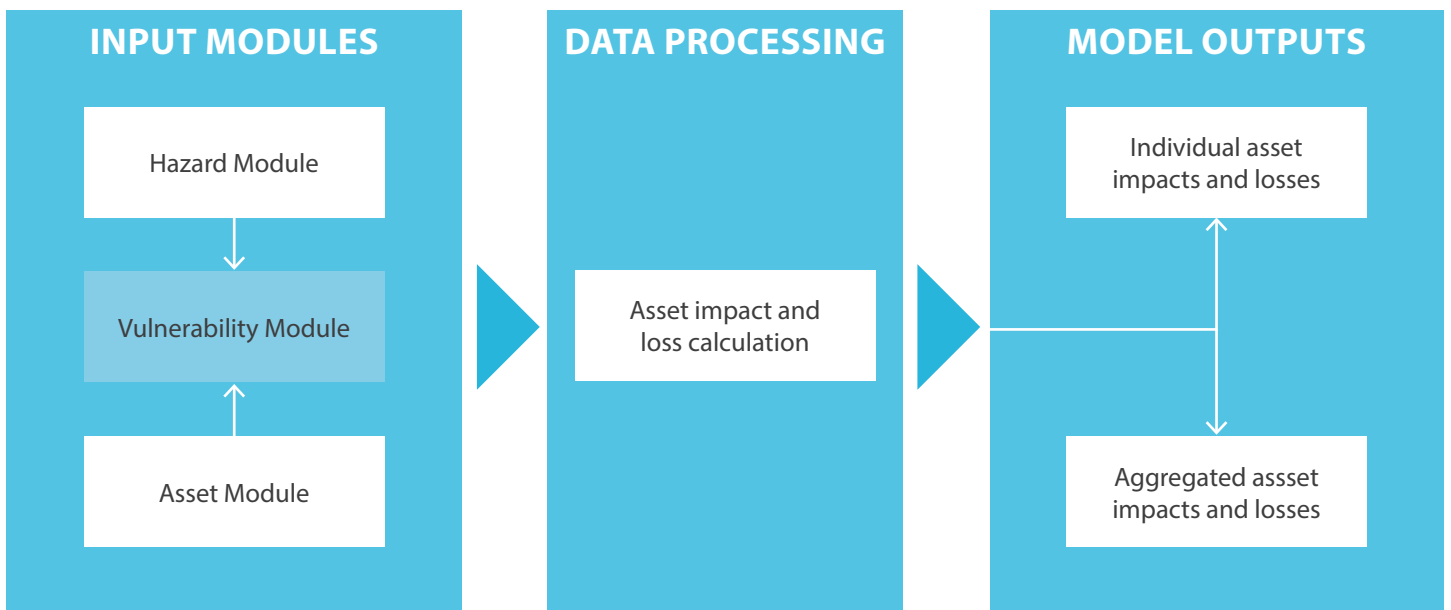 INPUT MODULES
Hazard Module
Vulnerability Module
Asset Module
DATA PROCESSING
Asset impact and
loss calculation
MODEL OUTPUTS
Individual asset
impacts and losses
Aggregated assset
impacts and losses